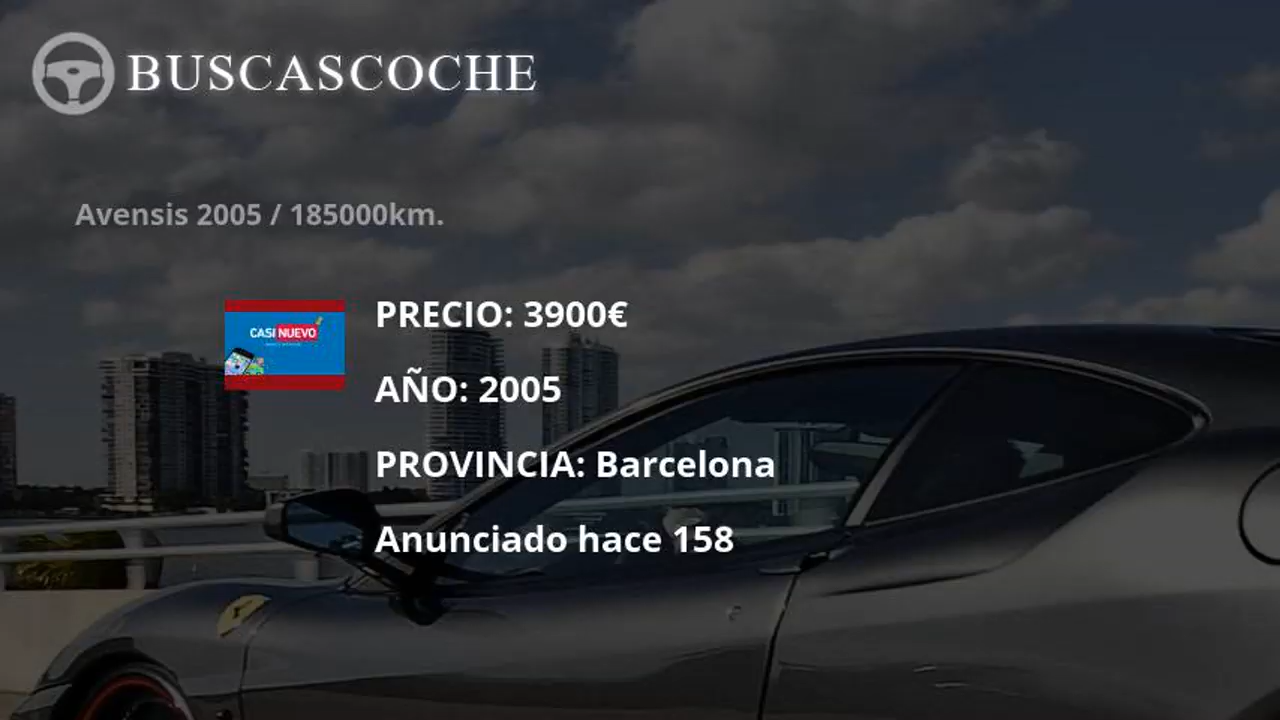 BUSCASCOCHE
Avensis 2005 / 185000km.
CASI NUEVO
PRECIO: 3900€
AÑO: 2005
PROVINCIA: Barcelona
Anunciado hace 158